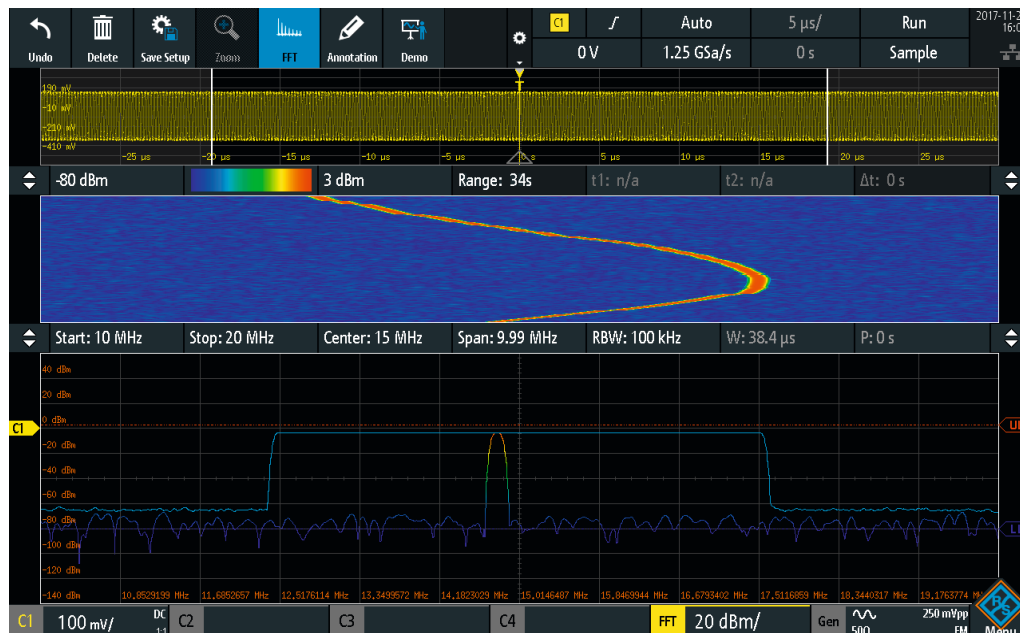 C1 Auto 5 µs/ Run
Undo Delete Save Setup Zoom FFT Annotation Demo
0 V 1.25 GSa/s 0 s Sample
190 mV
-10 mV
-210 mV
-410 mV
T
-25 µs -20 µs -15 µs -10 µs -5 µs 0 s 5 µs 10 µs 15 µs 20 µs 25 µs
-80 dBm 3 dBm Range: 34s t1: n/a t2: n/a Δt: 0 s
Start: 10 MHz Stop: 20 MHz Center: 15 MHz Span: 9.99 MHz RBW: 100 kHz W: 38.4 µs P: 0 s
40 dBm
20 dBm
0 dBm
C1
-20 dBm
-40 dBm
-60 dBm
-80 dBm
-100 dBm
-120 dBm
-140 dBm 10.8529199 MHz 11.6852657 MHz 12.5176114 MHz 13.3499572 MHz 14.1823029 MHz 15.0146487 MHz 15.8469944 MHz 16.6793402 MHz 17.5116859 MHz 18.3440317 MHz 19.1763774
C1 100 mV/ DC 1:1 C2 C3 C4 FFT 20 dBm/ Gen 500 250 mVpp FM Menu
R&S